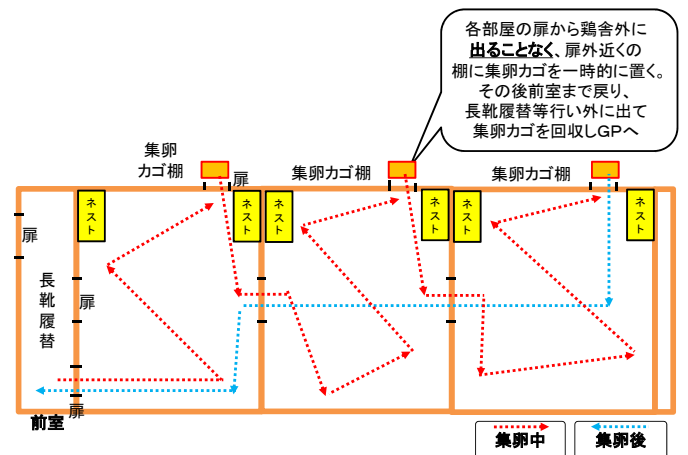 各部屋の扉から鶏舎外に
出ることなく、扉外近くの
棚に集卵カゴを一時的に置く。
その後前室まで戻り、
長靴履替等行い外に出て
集卵カゴを回収しGPへ
集卵
カゴ棚
扉
集卵カゴ棚
集卵カゴ棚
ネスト
ネスト
ネスト
ネスト
ネスト
ネスト
扉
長靴履替
扉
扉
前室
集卵中
集卵後